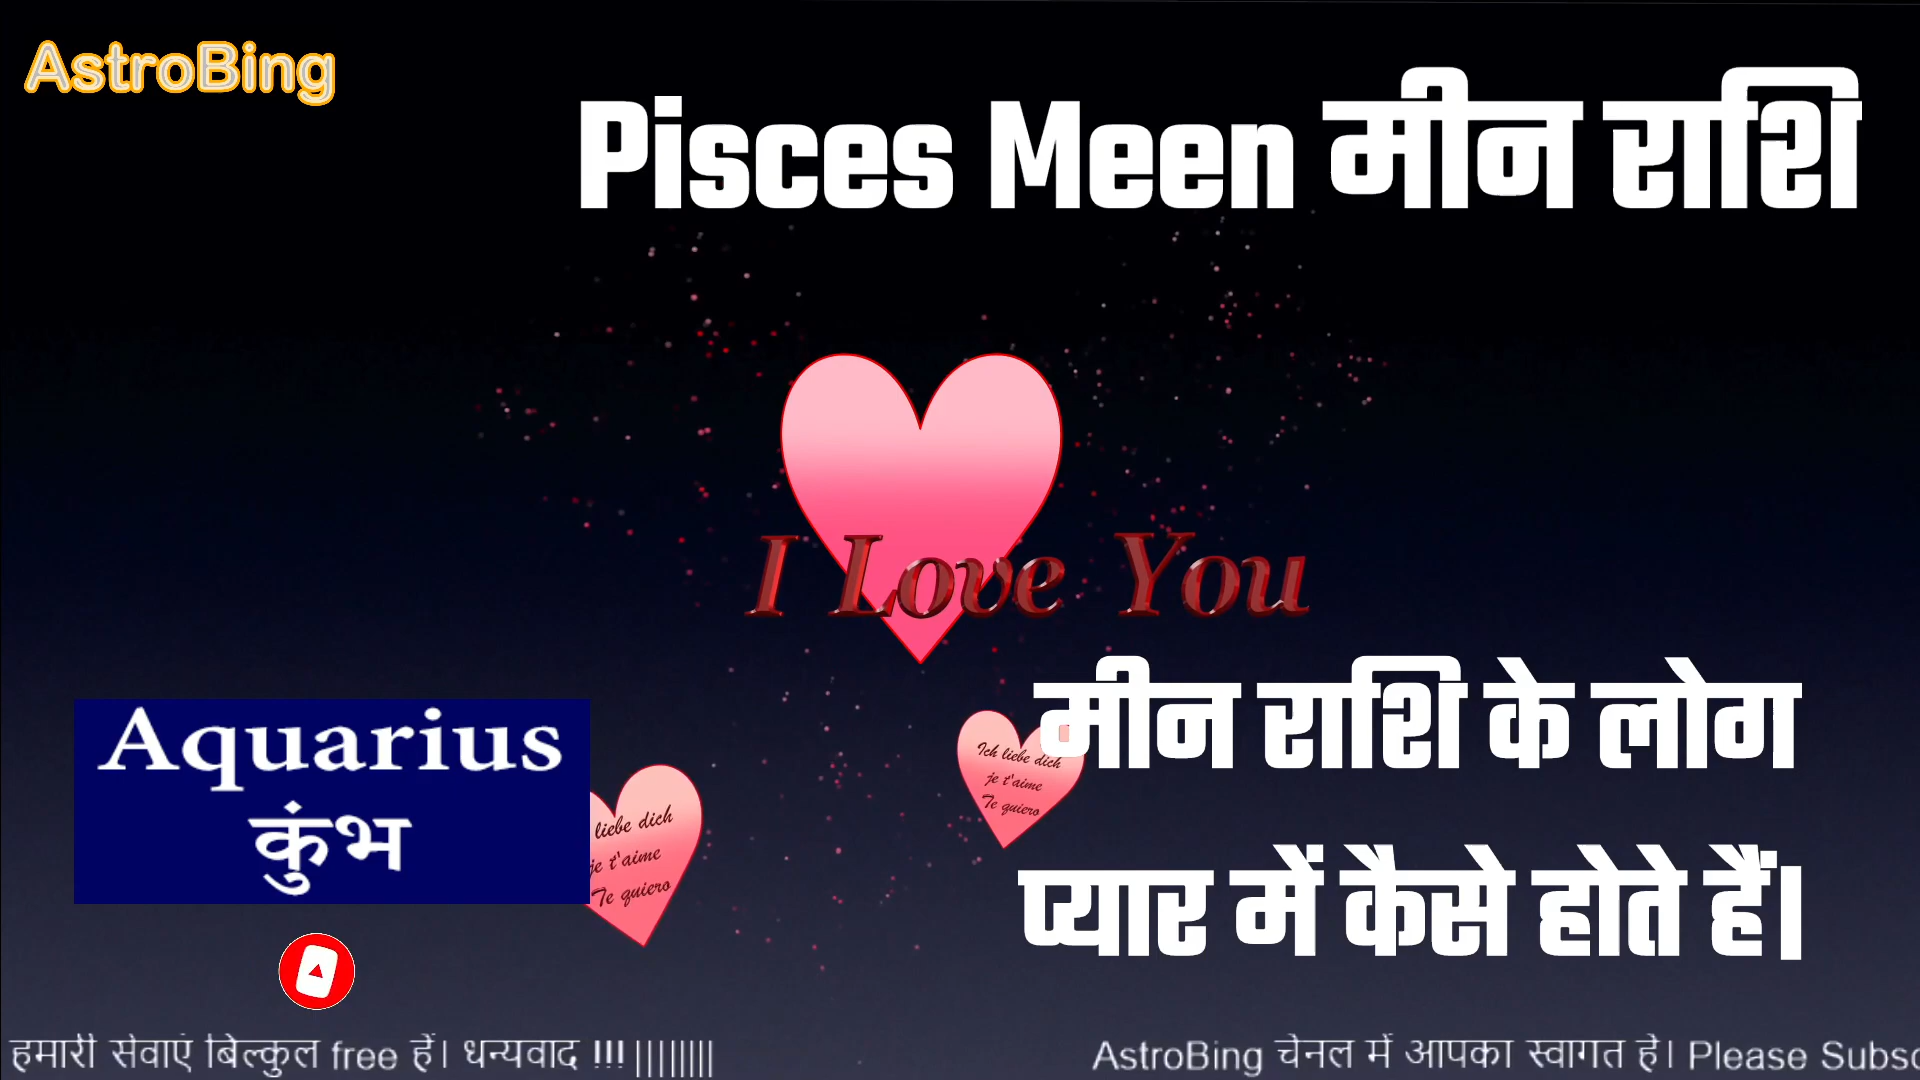 AstroBing
Pisces Meen मीन राशि
I Love You
मीन राशि के लोग
Ich liebe dich
je t'aime
Te quiero
Aquarius
कुंभ
liebe dich
je t'aime
Te quiero
प्यार में कैसे होते हैं।
हमारी सेवाएं बिल्कुल free हैं। धन्यवाद !!! ||||||||
AstroBing चेनल में आपका स्वागत है। Please Subsc